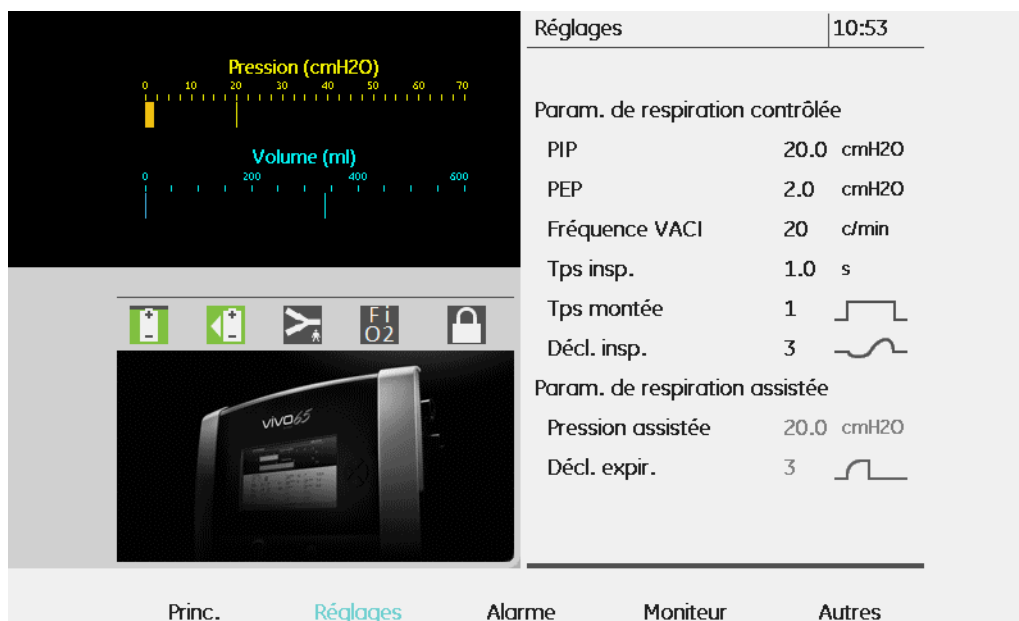 Réglages 10:53
Pression (cmH2O)
0 10 20 30 40 50 60 70
Volume (ml)
0 200 400 600
Fi
O2
vivo65
Param. de respiration contrôlée
PIP 20.0 cmH2O
PEP 2.0 cmH2O
Fréquence VACI 20 c/min
Tps insp. 1.0 s
Tps montée 1
Décl. insp. 3
Param. de respiration assistée
Pression assistée 20.0 cmH2O
Décl. expir. 3
Princ. Réglages Alarme Moniteur Autres